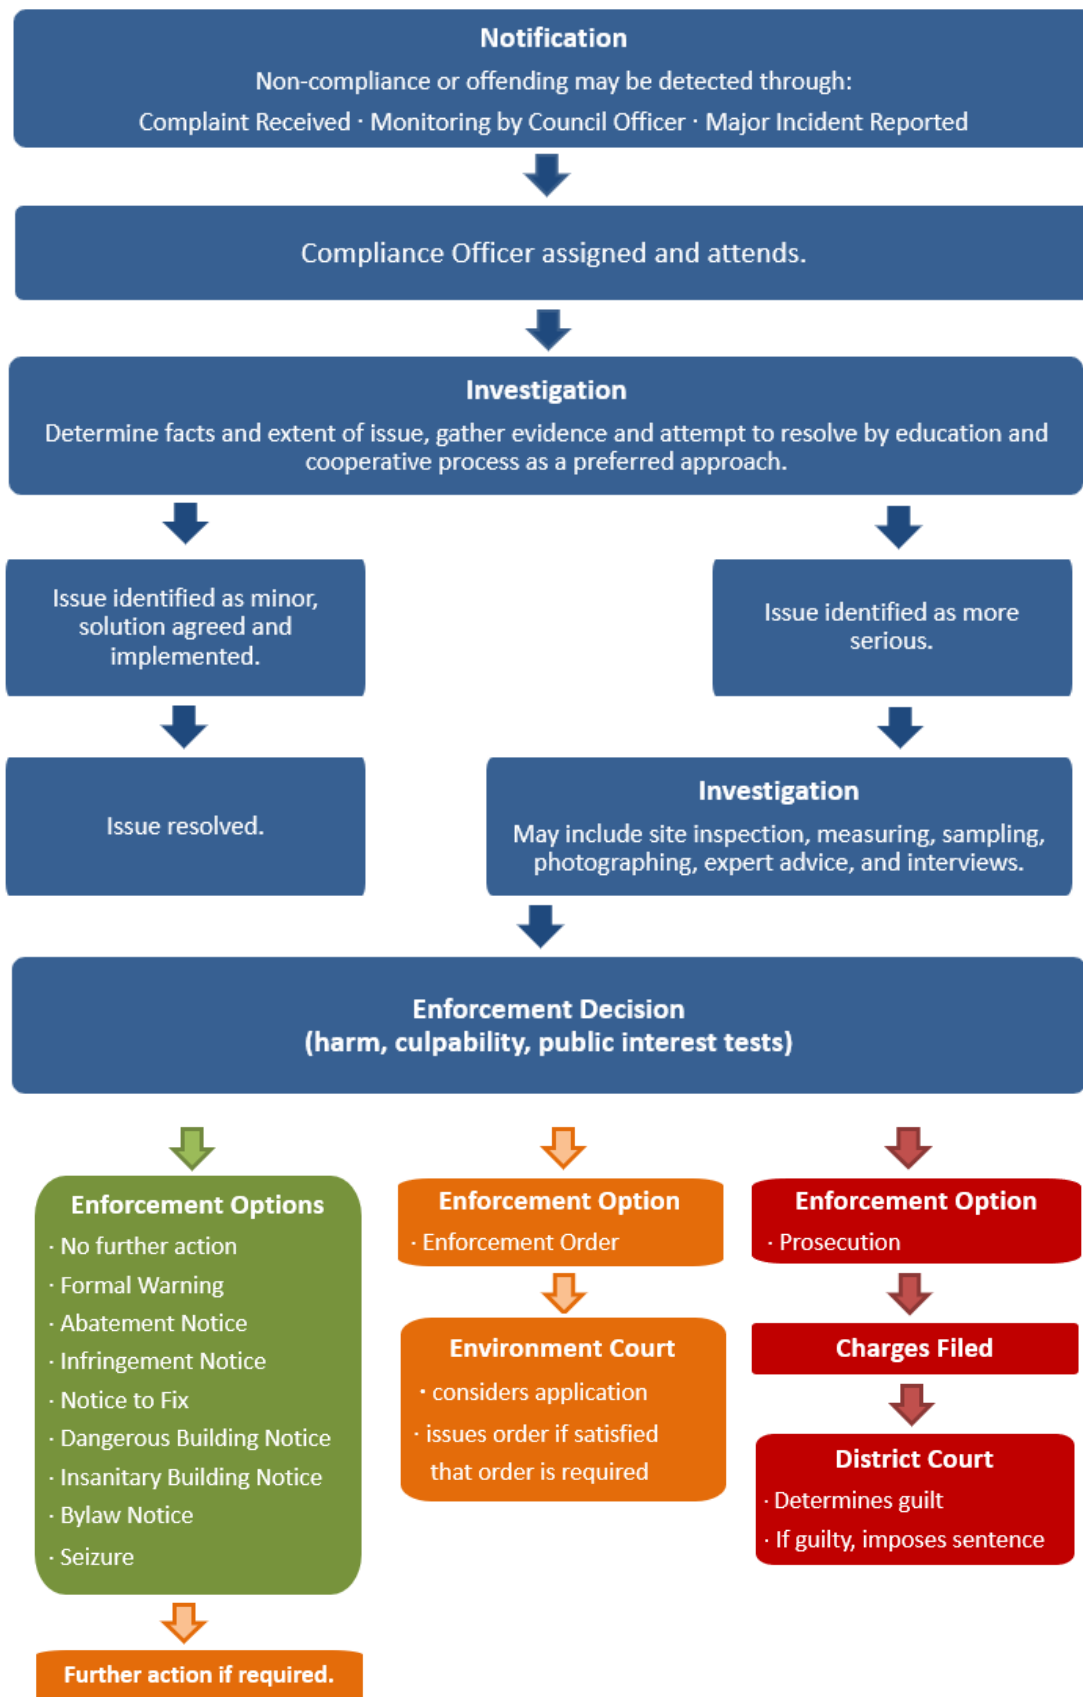 Notification
Non-compliance or offending may be detected through:
Complaint Received · Monitoring by Council Officer · Major Incident Reported
Compliance Officer assigned and attends.
Investigation
Determine facts and extent of issue, gather evidence and attempt to resolve by education and
cooperative process as a preferred approach.
Issue identified as minor,
solution agreed and
implemented.
Issue identified as more
serious.
Issue resolved.
Investigation
May include site inspection, measuring, sampling,
photographing, expert advice, and interviews.
Enforcement Decision
(harm, culpability, public interest tests)
Enforcement Options
· No further action
· Formal Warning
· Abatement Notice
· Infringement Notice
· Notice to Fix
· Dangerous Building Notice
· Insanitary Building Notice
· Bylaw Notice
· Seizure
Further action if required.
Enforcement Option
· Enforcement Order
Environment Court
· considers application
· issues order if satisfied
that order is required
Enforcement Option
· Prosecution
Charges Filed
District Court
· Determines guilt
· If guilty, imposes sentence